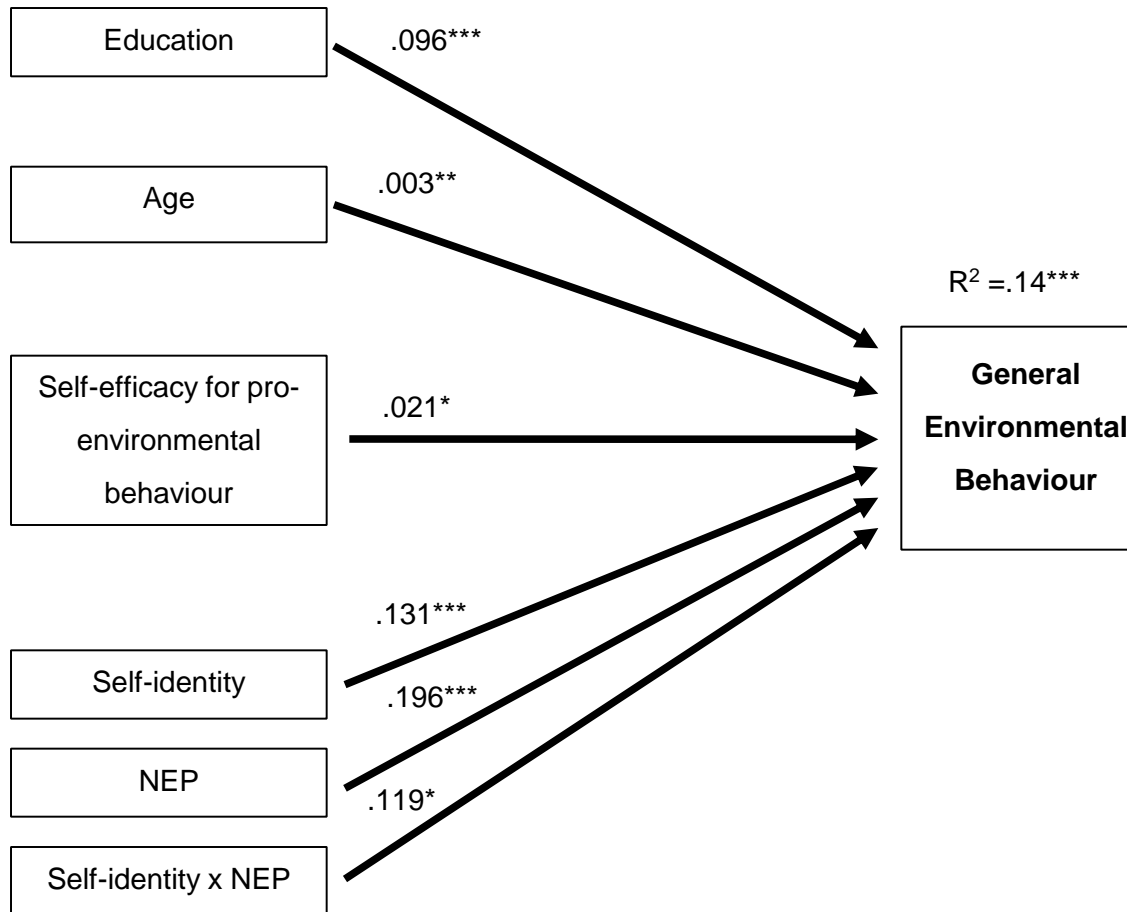 Education
.096***
Age
.003**
R² =.14***
Self-efficacy for pro-
environmental
behaviour
.021*
General
Environmental
Behaviour
Self-identity
.131***
NEP
.196***
Self-identity x NEP
.119*